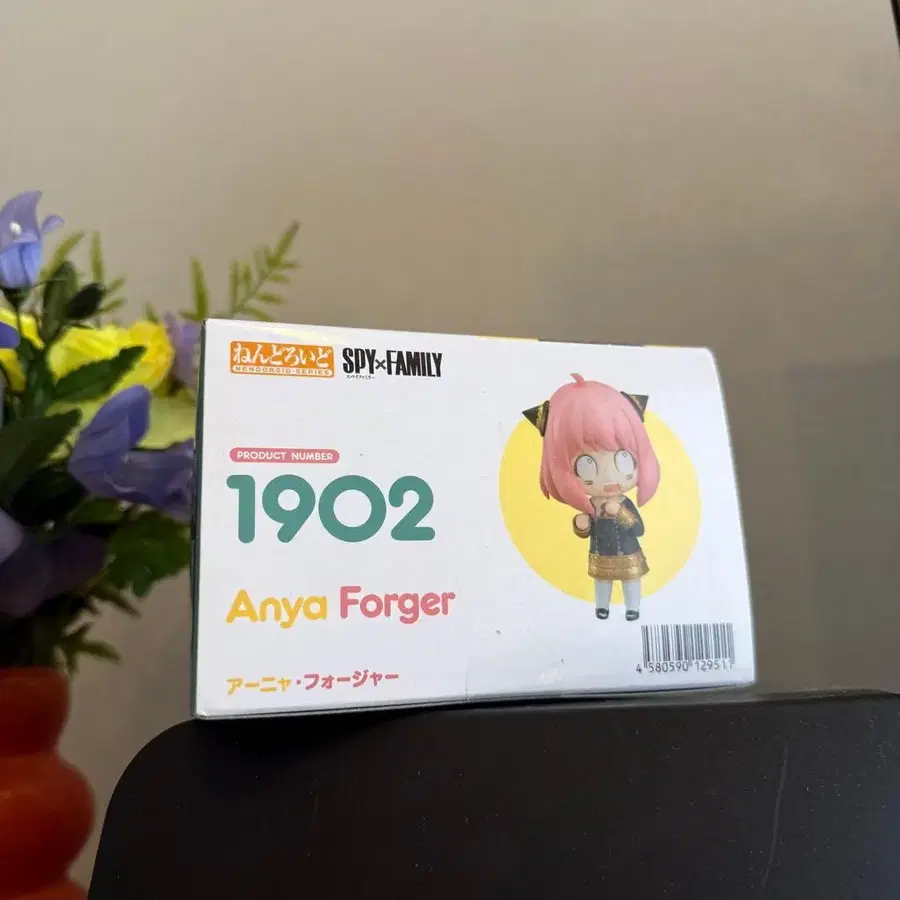 ねんどろいど
NENDOROID SERIES
SPY×FAMILY
スパイファミリー
PRODUCT NUMBER
1902
Anya Forger
アーニャ・フォージャー
4 580590 129511